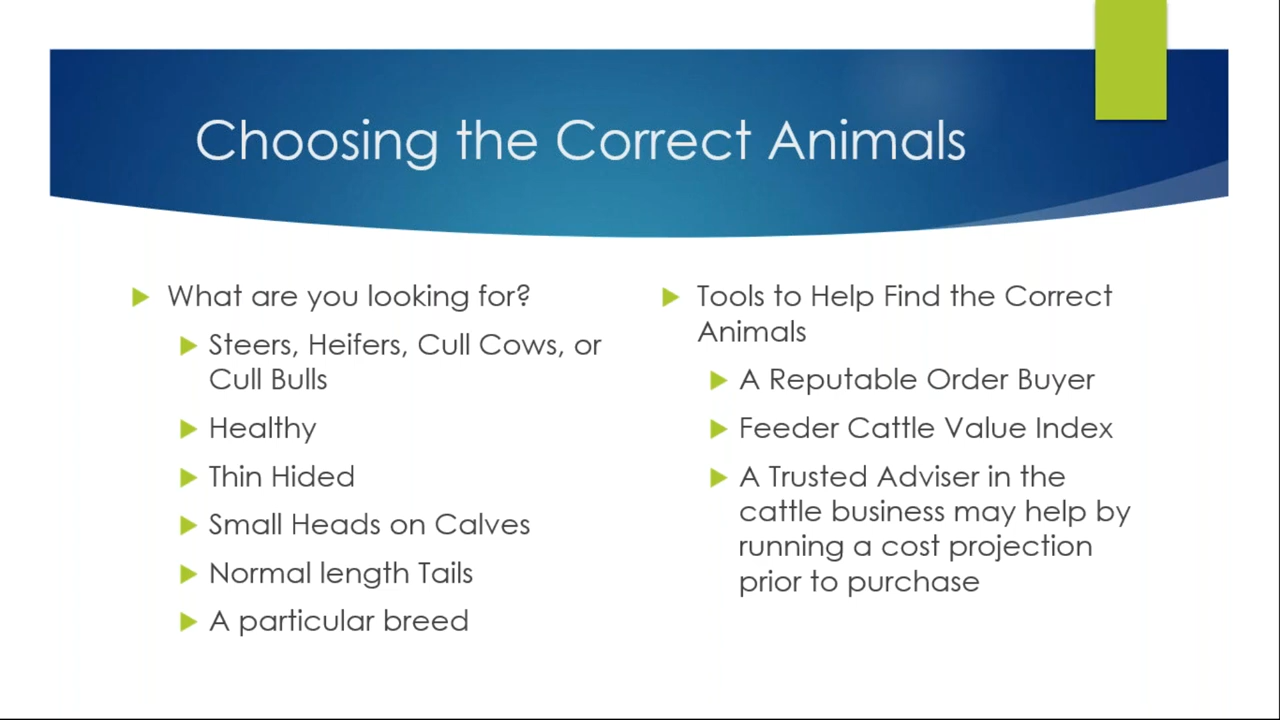 Choosing the Correct Animals
What are you looking for?
Steers, Heifers, Cull Cows, or
Cull Bulls
Healthy
Thin Hided
Small Heads on Calves
Normal length Tails
A particular breed
Tools to Help Find the Correct
Animals
A Reputable Order Buyer
Feeder Cattle Value Index
A Trusted Adviser in the
cattle business may help by
running a cost projection
prior to purchase